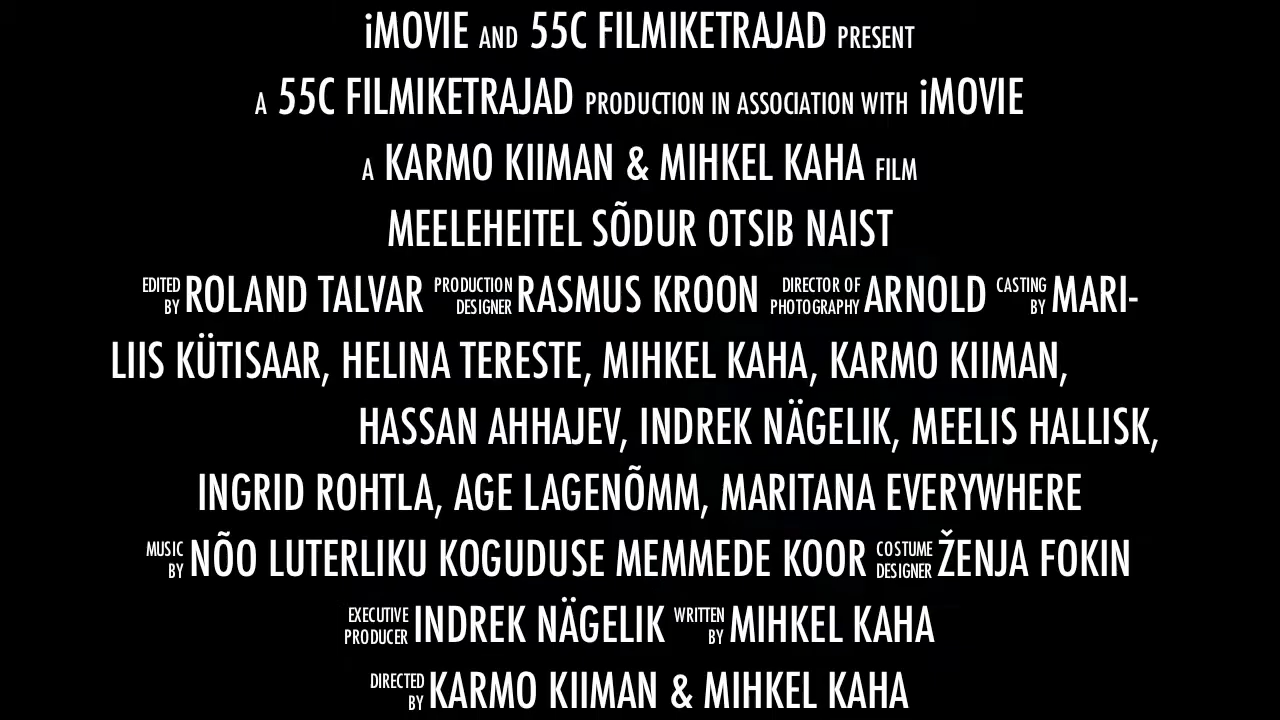 iMOVIE AND 55C FILMIKETRAJAD PRESENT
A 55C FILMIKETRAJAD PRODUCTION IN ASSOCIATION WITH iMOVIE
A KARMO KIIMAN & MIHKEL KAHA FILM
MEELEHEITEL SÕDUR OTSIB NAIST
EDITED BY ROLAND TALVAR PRODUCTION DESIGNER RASMUS KROON DIRECTOR OF PHOTOGRAPHY ARNOLD CASTING BY MARI-
LIIS KÜTISAAR, HELINA TERESTE, MIHKEL KAHA, KARMO KIIMAN,
HASSAN AHHAJEV, INDREK NÄGELIK, MEELIS HALLISK,
INGRID ROHTLA, AGE LAGENÕMM, MARITANA EVERYWHERE
MUSIC BY NÕO LUTERLIKU KOGUDUSE MEMMEDE KOOR COSTUME DESIGNER ŽENJA FOKIN
EXECUTIVE PRODUCER INDREK NÄGELIK WRITTEN BY MIHKEL KAHA
DIRECTED BY KARMO KIIMAN & MIHKEL KAHA